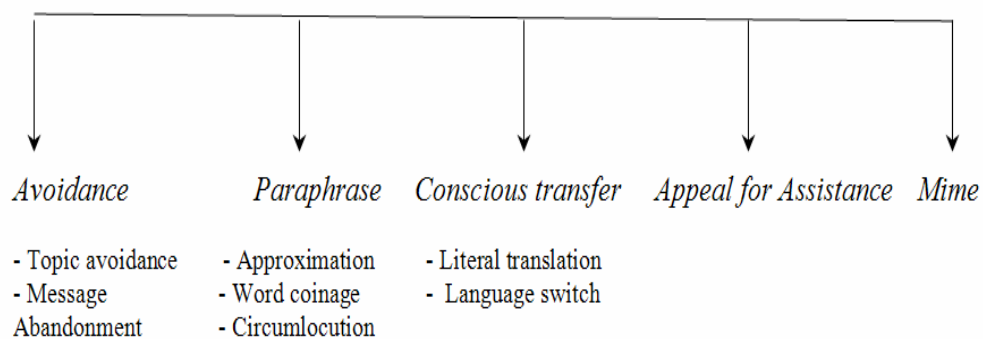 Avoidance Paraphrase Conscious transfer Appeal for Assistance Mime
- Topic avoidance - Approximation - Literal translation
- Message - Word coinage - Language switch
Abandonment - Circumlocution